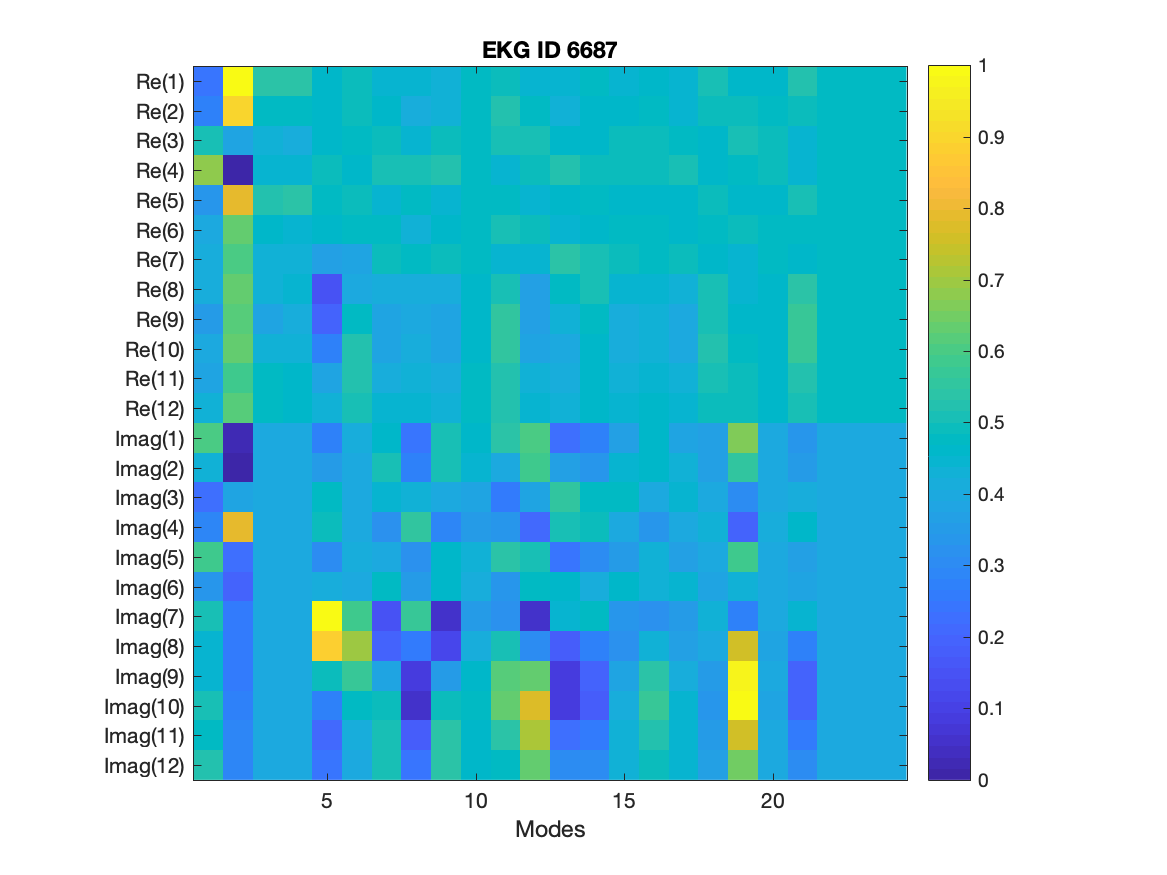 EKG ID 6687
Re(1)
Re(2)
Re(3)
Re(4)
Re(5)
Re(6)
Re(7)
Re(8)
Re(9)
Re(10)
Re(11)
Re(12)
Imag(1)
Imag(2)
Imag(3)
Imag(4)
Imag(5)
Imag(6)
Imag(7)
Imag(8)
Imag(9)
Imag(10)
Imag(11)
Imag(12)
5 10 15 20
Modes
1
0.9
0.8
0.7
0.6
0.5
0.4
0.3
0.2
0.1
0